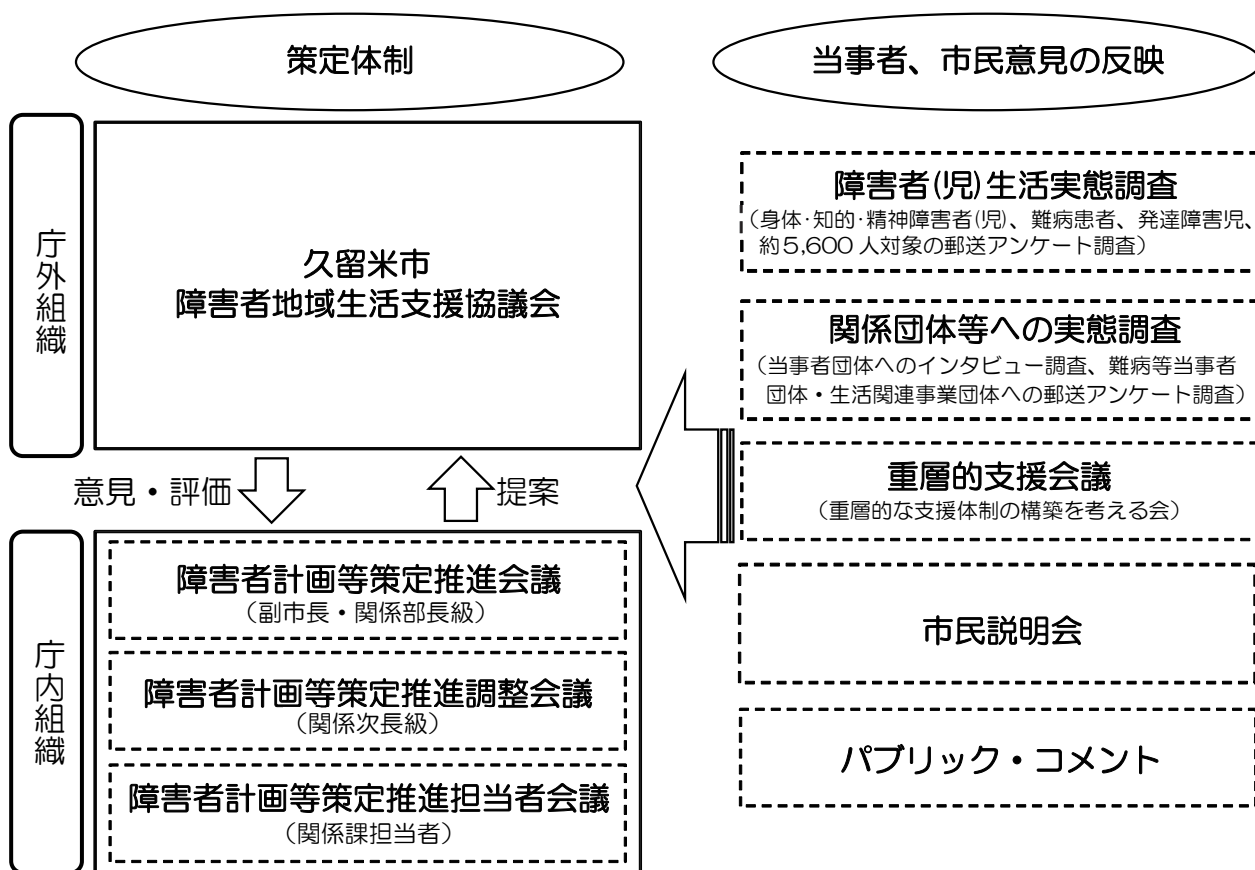 策定体制
庁外組織
久留米市
障害者地域生活支援協議会
意見・評価
提案
庁内組織
障害者計画等策定推進会議
（副市長・関係部長級）
障害者計画等策定推進調整会議
（関係次長級）
障害者計画等策定推進担当者会議
（関係課担当者）
当事者、市民意見の反映
障害者(児)生活実態調査
（身体・知的・精神障害者(児)、難病患者、発達障害児、
約5,600人対象の郵送アンケート調査）
関係団体等への実態調査
（当事者団体へのインタビュー調査、難病等当事者
団体・生活関連事業団体への郵送アンケート調査）
重層的支援会議
（重層的な支援体制の構築を考える会）
市民説明会
パブリック・コメント